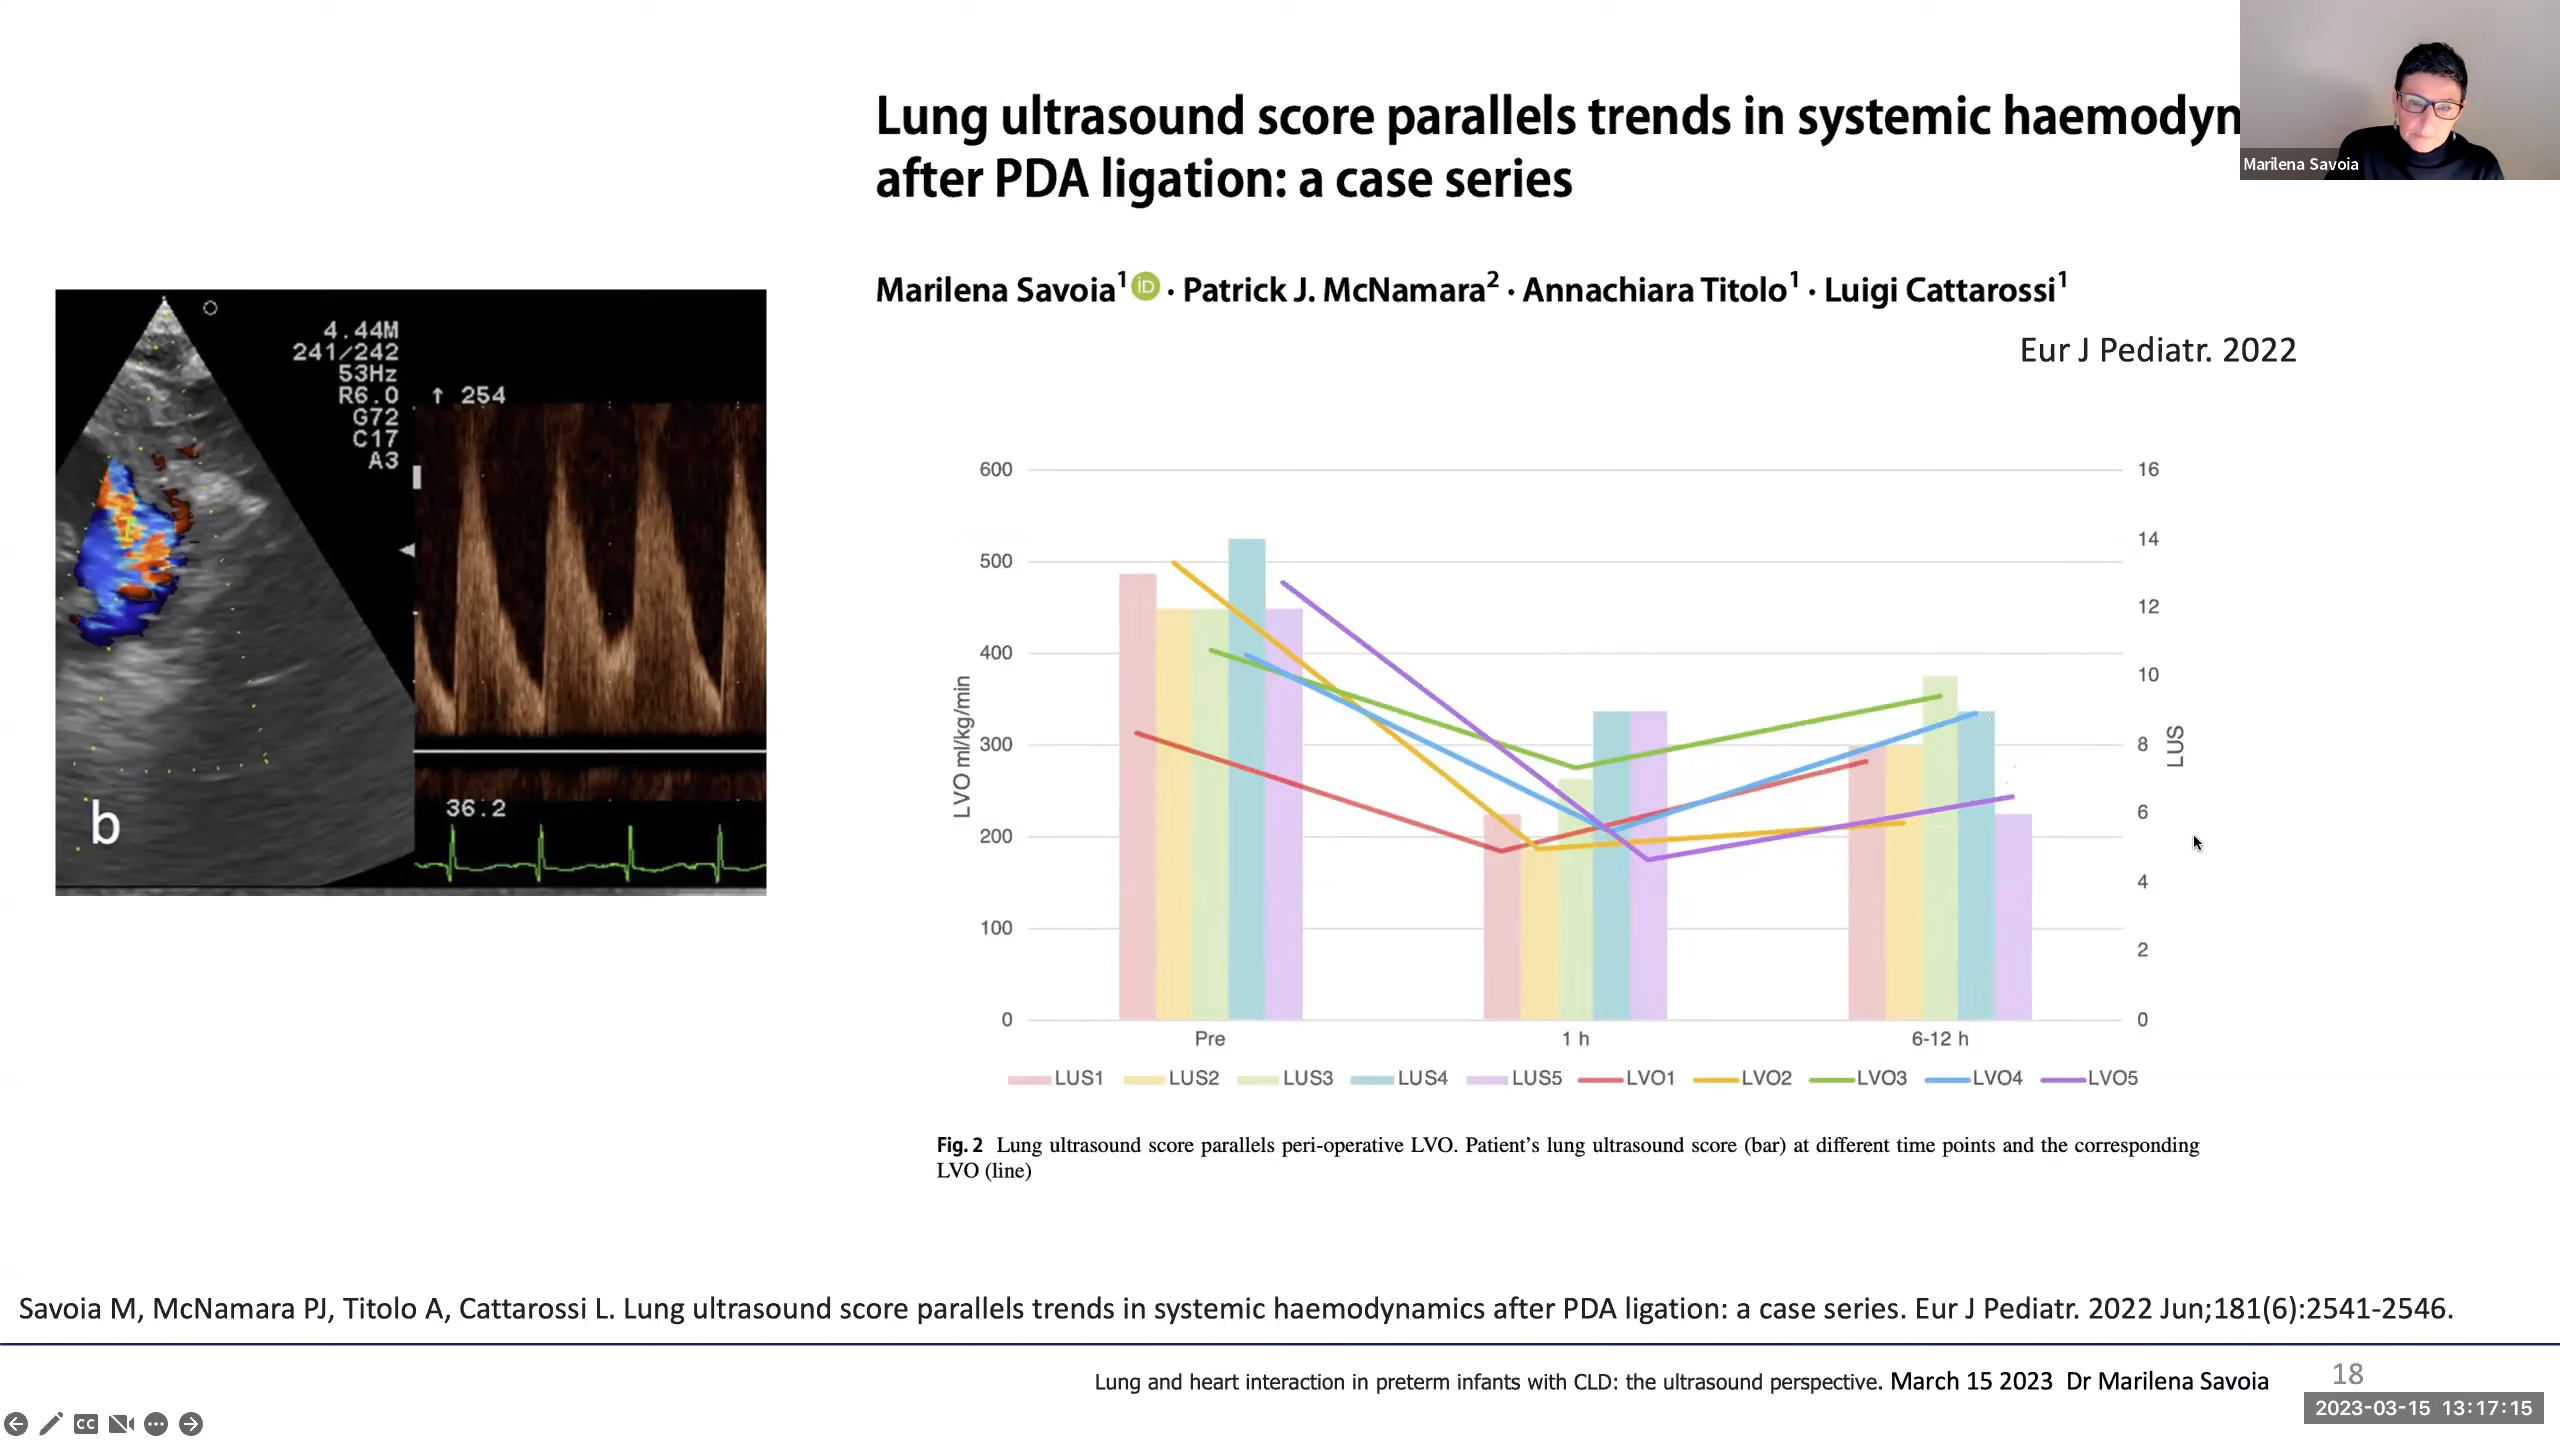 Lung ultrasound score parallels trends in systemic haemodyn
after PDA ligation: a case series
Marilena Savoia
Marilena Savoia¹ iD · Patrick J. McNamara² · Annachiara Titolo¹ · Luigi Cattarossi¹
Eur J Pediatr. 2022
4.44M
241/242
53Hz
R6.0
G72
C17
A3
↑ 254
36.2
b
600
500
400
300
200
100
0
LVO ml/kg/min
16
14
12
10
8
6
4
2
0
LUS
Pre 1 h 6-12 h
LUS1 LUS2 LUS3 LUS4 LUS5 LVO1 LVO2 LVO3 LVO4 LVO5
Fig. 2 Lung ultrasound score parallels peri-operative LVO. Patient's lung ultrasound score (bar) at different time points and the corresponding
LVO (line)
Savoia M, McNamara PJ, Titolo A, Cattarossi L. Lung ultrasound score parallels trends in systemic haemodynamics after PDA ligation: a case series. Eur J Pediatr. 2022 Jun;181(6):2541-2546.
Lung and heart interaction in preterm infants with CLD: the ultrasound perspective. March 15 2023 Dr Marilena Savoia
18
CC
2023-03-15 13:17:15